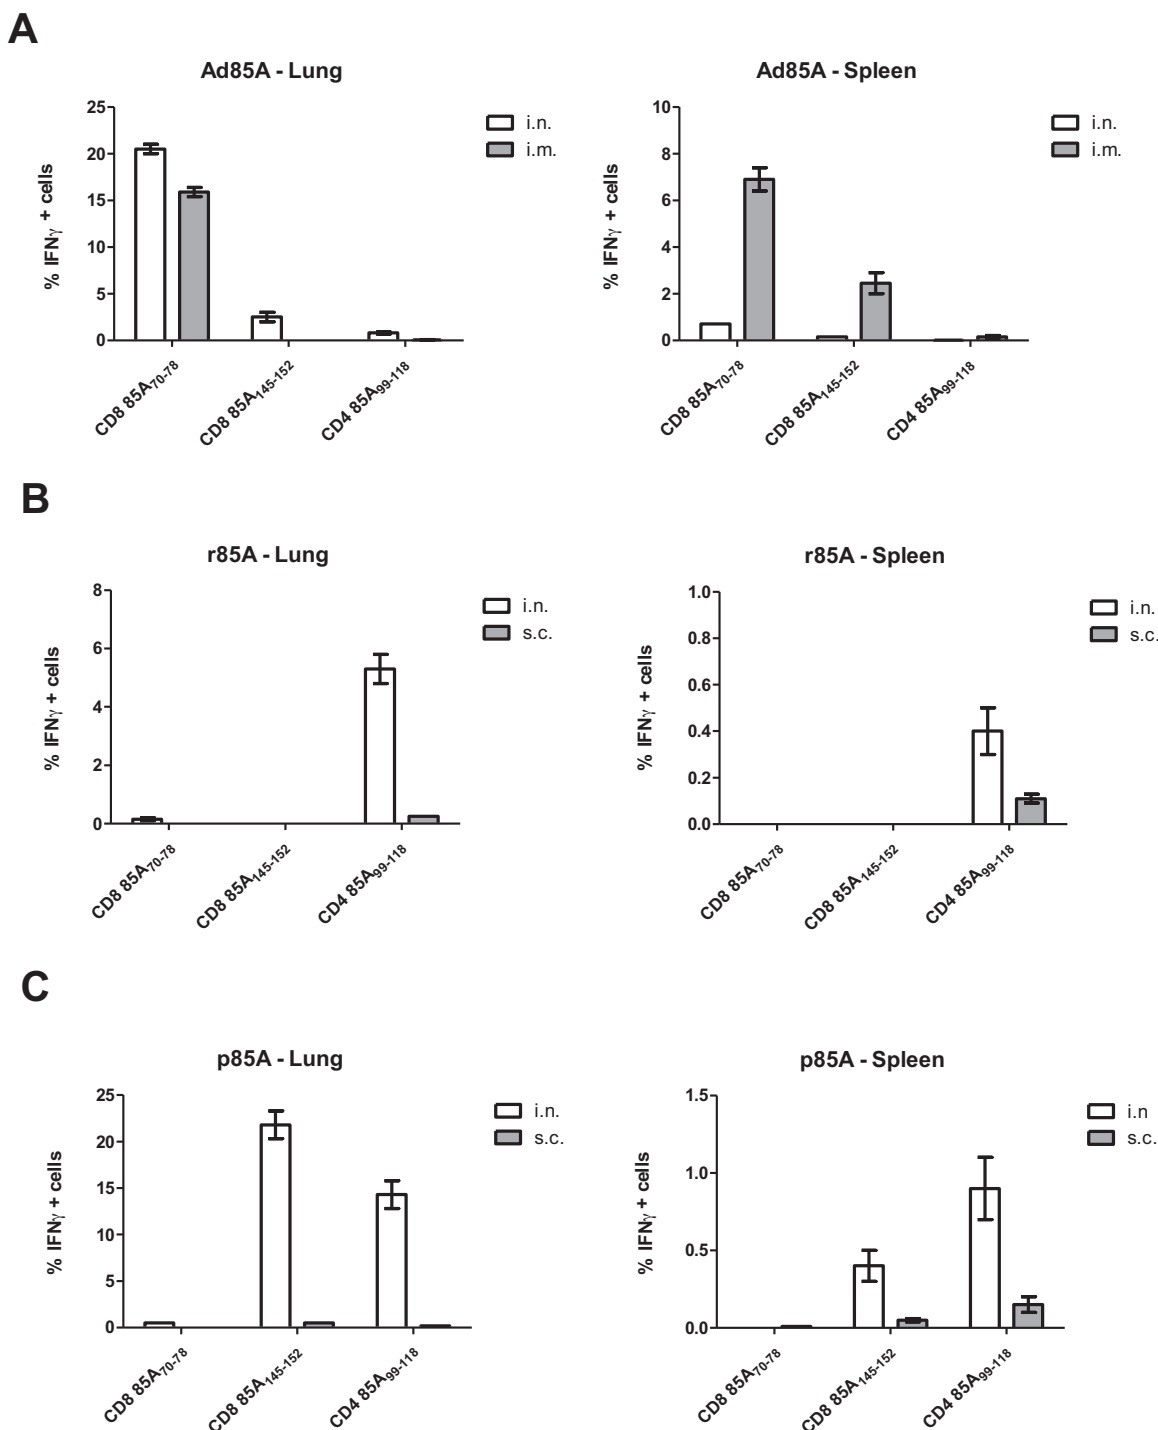 A
Ad85A - Lung
25
20
15
10
5
0
% IFNγ + cells
i.n.
i.m.
CD8 85A70-78
CD8 85A145-152
CD4 85A99-118
Ad85A - Spleen
10
8
6
4
2
0
% IFNγ + cells
i.n.
i.m.
CD8 85A70-78
CD8 85A145-152
CD4 85A99-118
B
r85A - Lung
8
6
4
2
0
% IFNγ + cells
i.n.
s.c.
CD8 85A70-78
CD8 85A145-152
CD4 85A99-118
r85A - Spleen
1.0
0.8
0.6
0.4
0.2
0.0
% IFNγ + cells
i.n.
s.c.
CD8 85A70-78
CD8 85A145-152
CD4 85A99-118
C
p85A - Lung
25
20
15
10
5
0
% IFNγ + cells
i.n.
s.c.
CD8 85A70-78
CD8 85A145-152
CD4 85A99-118
p85A - Spleen
1.5
1.0
0.5
0.0
% IFNγ + cells
i.n
s.c.
CD8 85A70-78
CD8 85A145-152
CD4 85A99-118